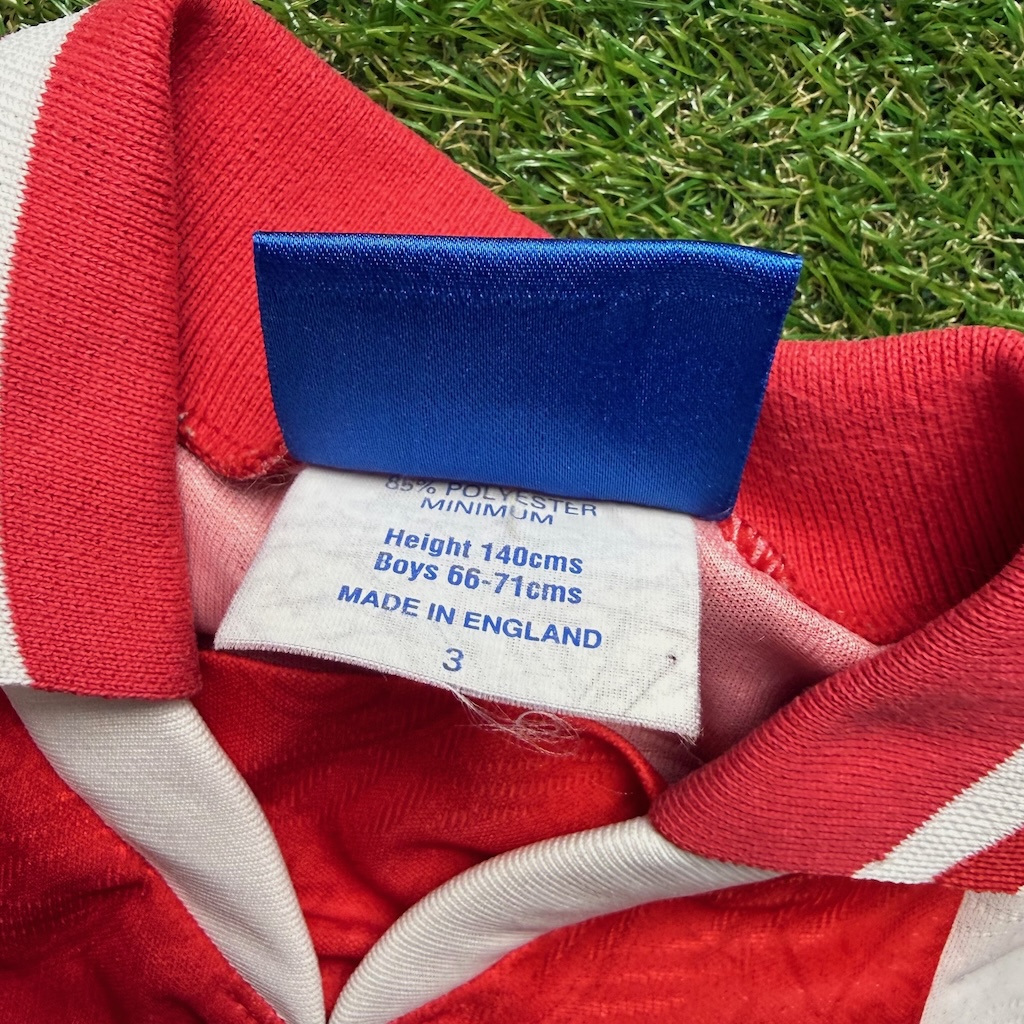 85% POLYESTER
MINIMUM
Height 140cms
Boys 66-71cms
MADE IN ENGLAND
3